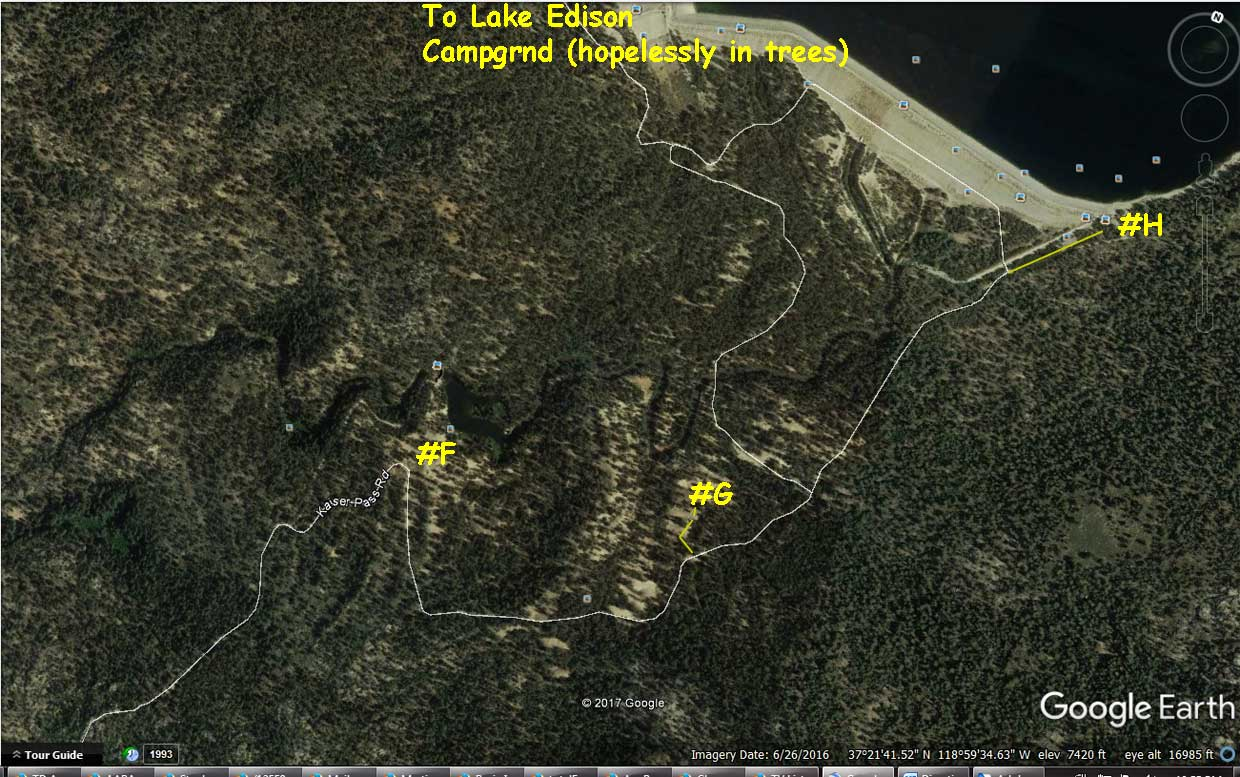 To Lake Edison
Campgrnd (hopelessly in trees)
N
#H
#F
Kaiser-Pass-Rd
#G
© 2017 Google
Google Earth
Tour Guide
1993
Imagery Date: 6/26/2016 37°21'41.52" N 118°59'34.63" W elev 7420 ft eye alt 16985 ft